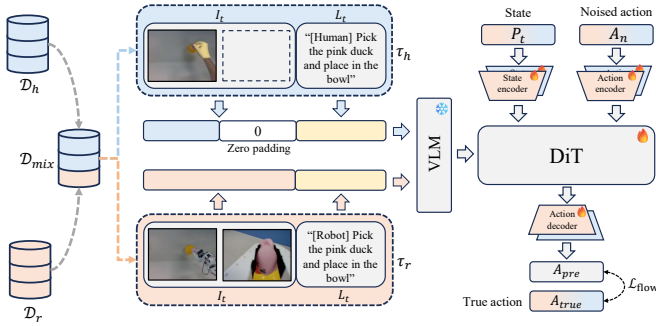 I_t
L_t
"[Human] Pick
the pink duck
and place in the
bowl"
τ_h
D_h
0
Zero padding
D_mix
D_r
"[Robot] Pick
the pink duck
and place in the
bowl"
τ_r
I_t
L_t
VLM
State
P_t
Noised action
A_n
State
encoder
Action
encoder
DiT
Action
decoder
A_pre
L_flow
True action
A_true